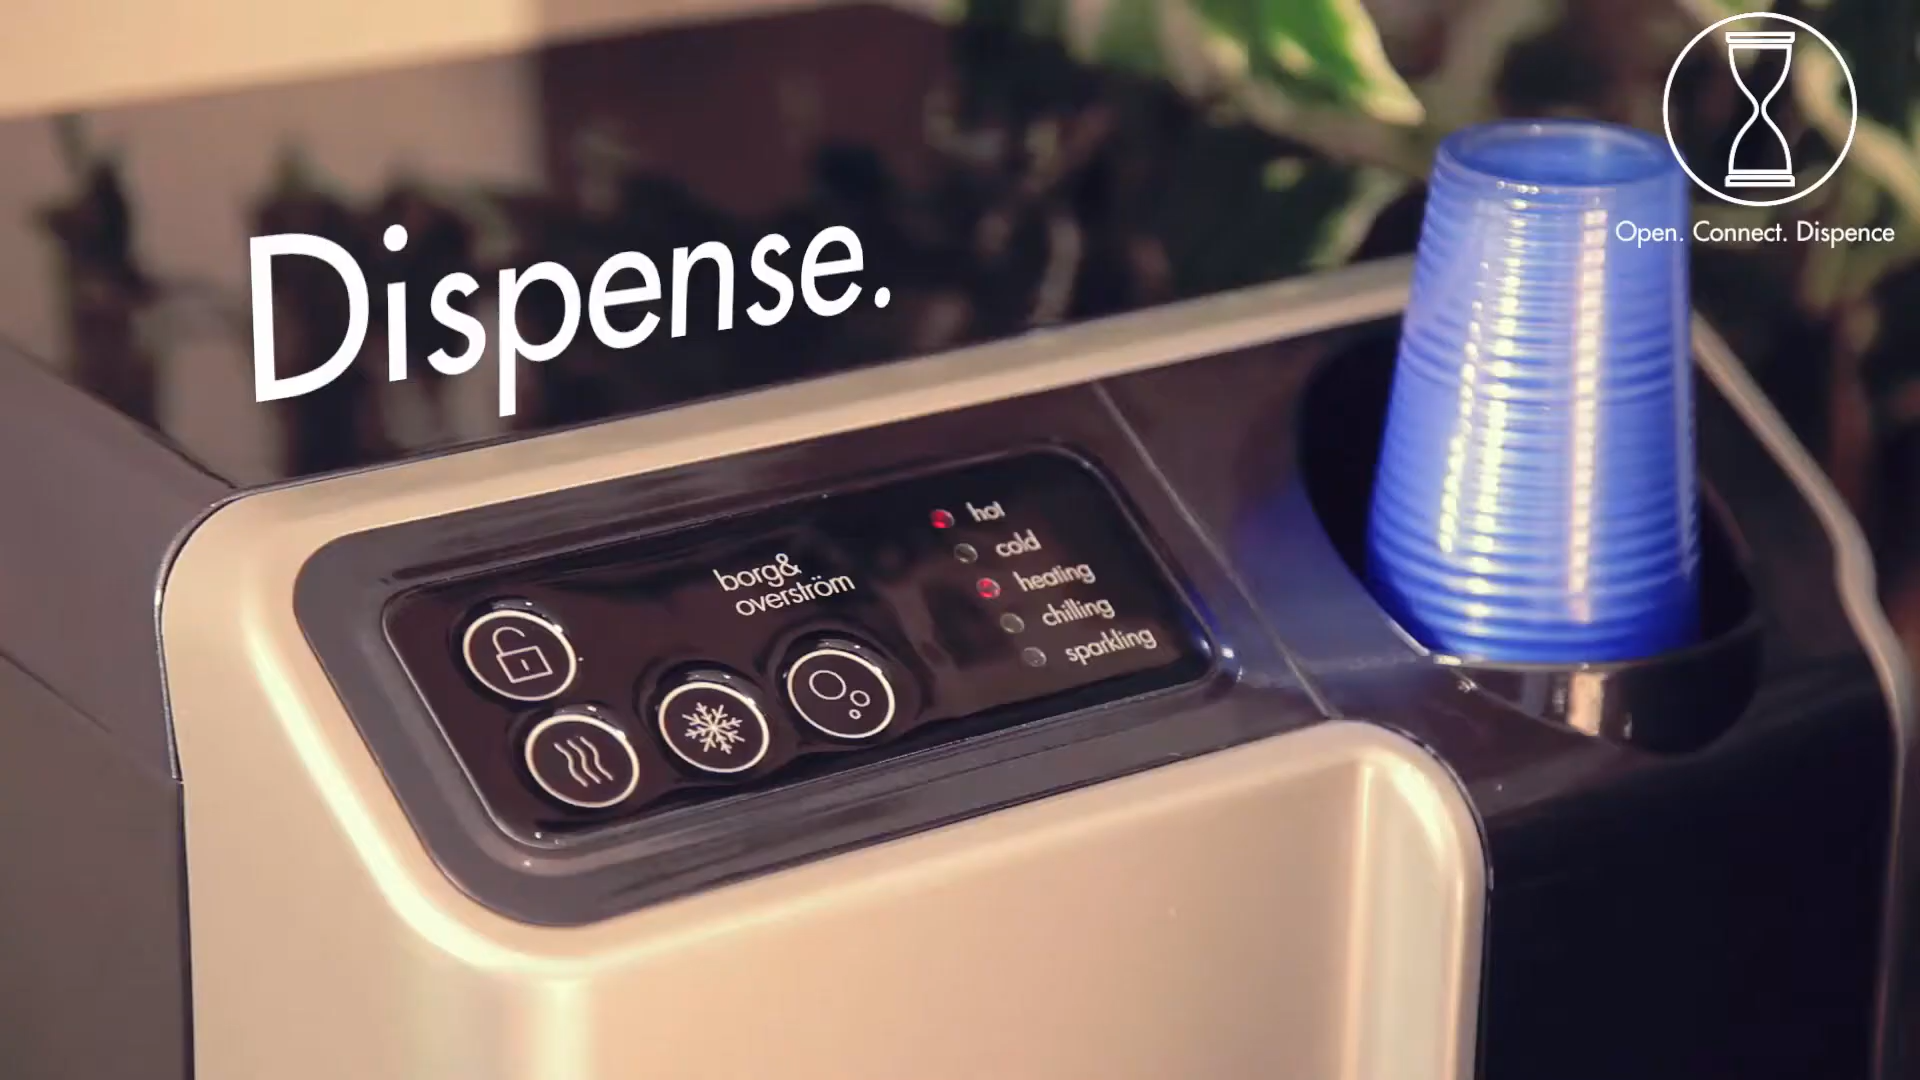 Dispense.
Open. Connect. Dispence
borg&
overström
hot
cold
heating
chilling
sparkling